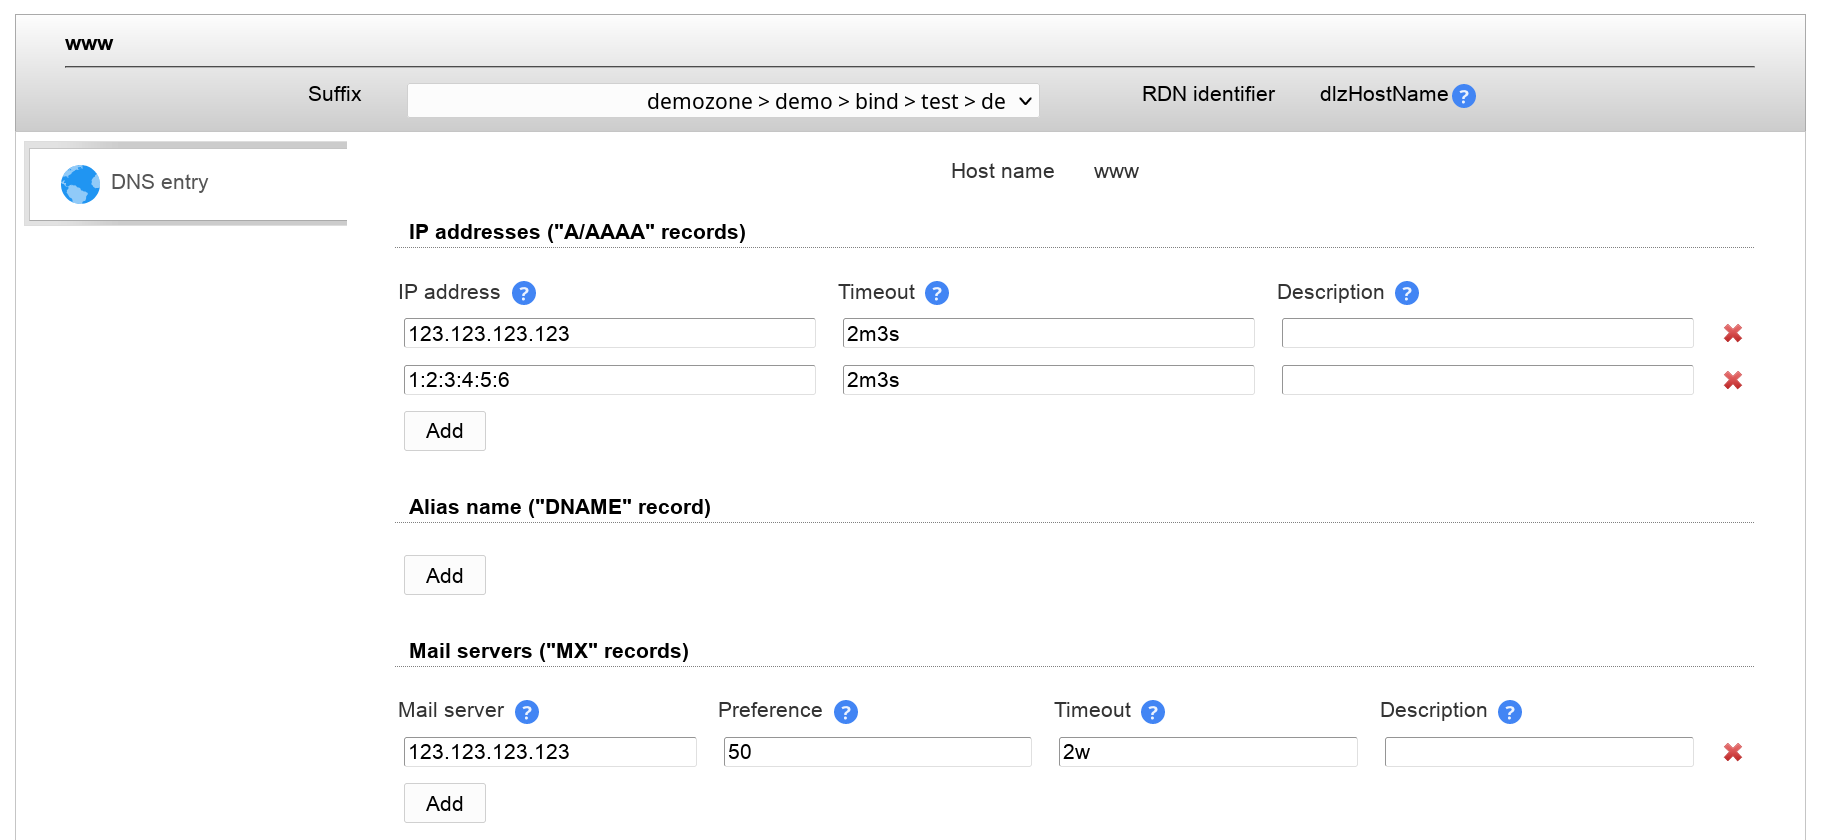 www
Suffix demozone > demo > bind > test > de RDN identifier dlzHostName ?
DNS entry
Host name www
IP addresses ("A/AAAA" records)
IP address ? Timeout ? Description ?
123.123.123.123 2m3s
1:2:3:4:5:6 2m3s
Add
Alias name ("DNAME" record)
Add
Mail servers ("MX" records)
Mail server ? Preference ? Timeout ? Description ?
123.123.123.123 50 2w
Add